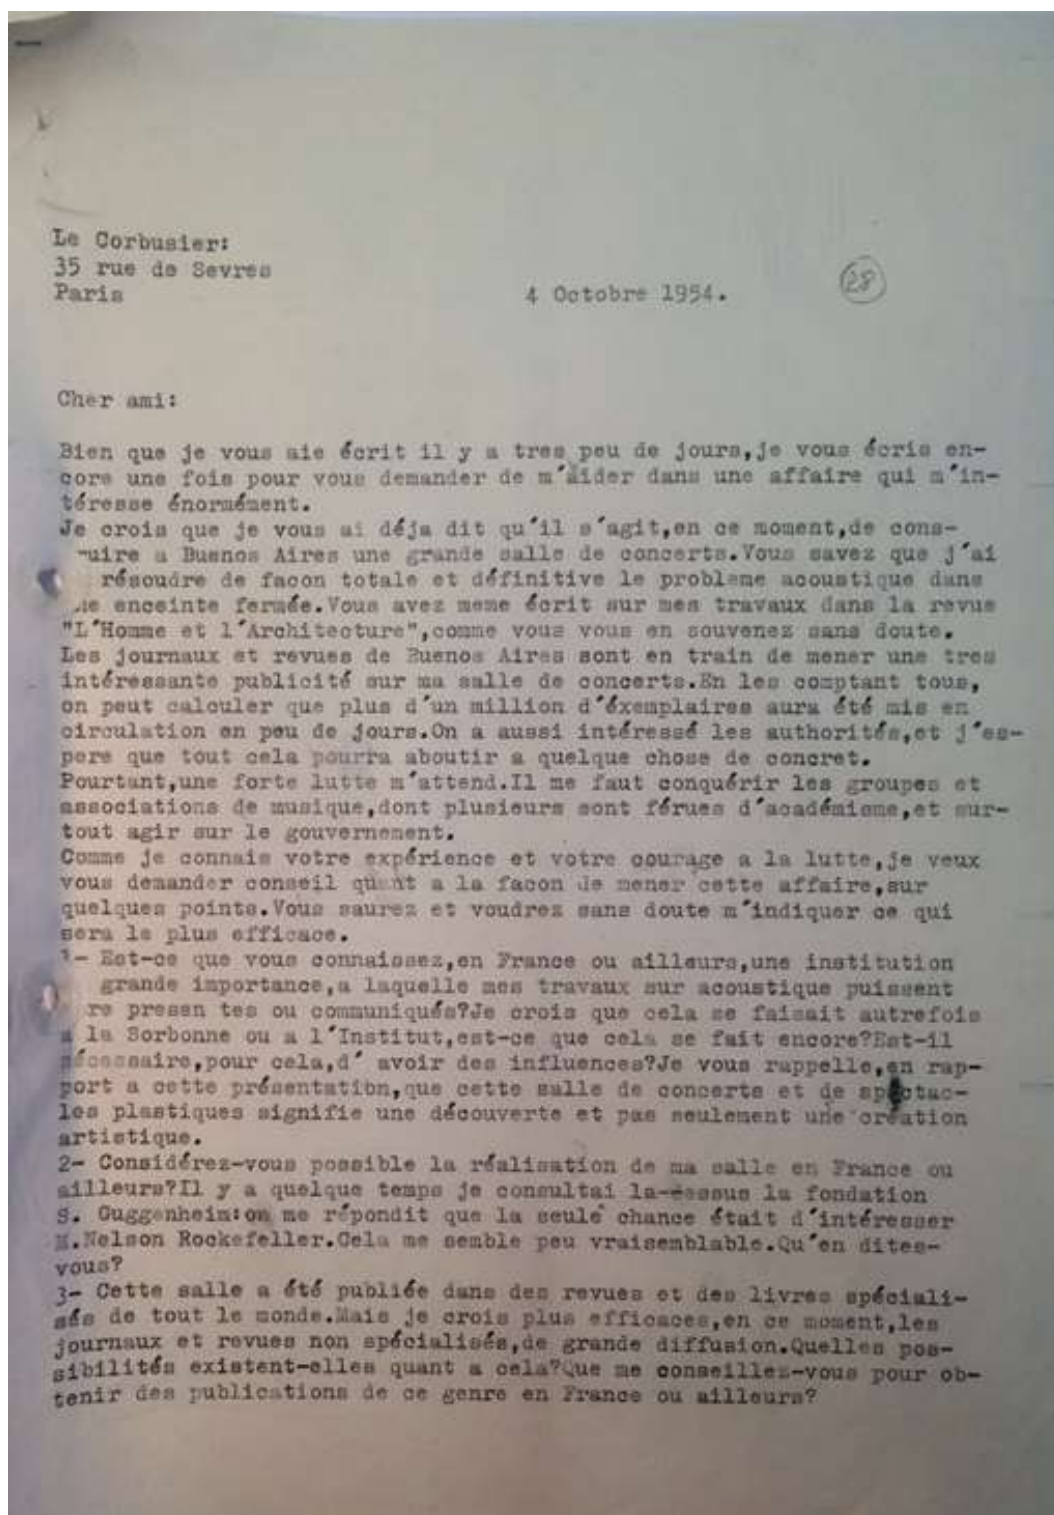 Le Corbusier:
35 rue de Sevres
Paris
4 Octobre 1954.
28
Cher ami:
Bien que je vous aie écrit il y a tres peu de jours,je vous écris en-
core une fois pour vous demander de m'aider dans une affaire qui m'in-
téresse énormément.
Je crois que je vous ai déja dit qu'il s'agit,en ce moment,de cons-
uire a Buenos Aires une grande salle de concerts.Vous savez que j'ai
résoudre de facon totale et définitive le probleme acoustique dans
ne enceinte fermée.Vous avez meme écrit sur mes travaux dans la revue
"L'Homme et l'Architecture",comme vous vous en souvenez sans doute.
Les journaux et revues de Buenos Aires sont en train de mener une tres
intéressante publicité sur ma salle de concerts.En les comptant tous,
on peut calculer que plus d'un million d'éxemplaires aura été mis en
circulation en peu de jours.On a aussi intéressé les authorités,et j'es-
pere que tout cela pourra aboutir a quelque chose de concret.
Pourtant,une forte lutte m'attend.Il me faut conquérir les groupes et
associations de musique,dont plusieurs sont férues d'académisme,et sur-
tout agir sur le gouvernement.
Comme je connais votre expérience et votre courage a la lutte,je veux
vous demander conseil quant a la facon de mener cette affaire,sur
quelques points.Vous saurez et voudrez sans doute m'indiquer ce qui
sera le plus efficace.
1- Est-ce que vous connaissez,en France ou ailleurs,une institution
grande importance,a laquelle mes travaux sur acoustique puissent
re presen tes ou communiqués?Je crois que cela se faisait autrefois
a la Sorbonne ou a l'Institut,est-ce que cela se fait encore?Est-il
nécessaire,pour cela,d' avoir des influences?Je vous rappelle,en rap-
port a cette présentation,que cette salle de concerts et de spectac-
les plastiques signifie une découverte et pas seulement une création
artistique.
2- Considérez-vous possible la réalisation de ma salle en France ou
ailleurs?Il y a quelque temps je consultai la-dessus la fondation
S. Guggenheim:on me répondit que la seule chance était d'intéresser
M.Nelson Rockefeller.Cela me semble peu vraisemblable.Qu'en dites-
vous?
3- Cette salle a été publiée dans des revues et des livres spéciali-
sés de tout le monde.Mais je crois plus efficaces,en ce moment,les
journaux et revues non spécialisés,de grande diffusion.Quelles pos-
sibilités existent-elles quant a cela?Que me conseillez-vous pour ob-
tenir des publications de ce genre en France ou ailleurs?